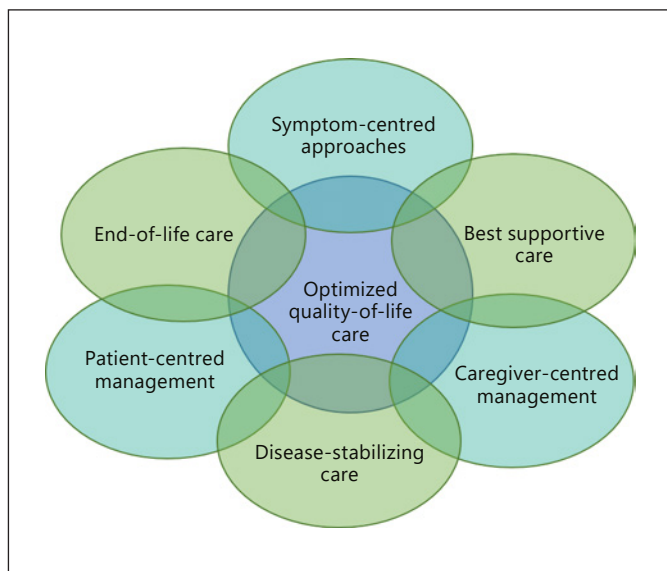 Symptom-centred
approaches
End-of-life care
Best supportive
care
Optimized
quality-of-life
care
Patient-centred
management
Caregiver-centred
management
Disease-stabilizing
care